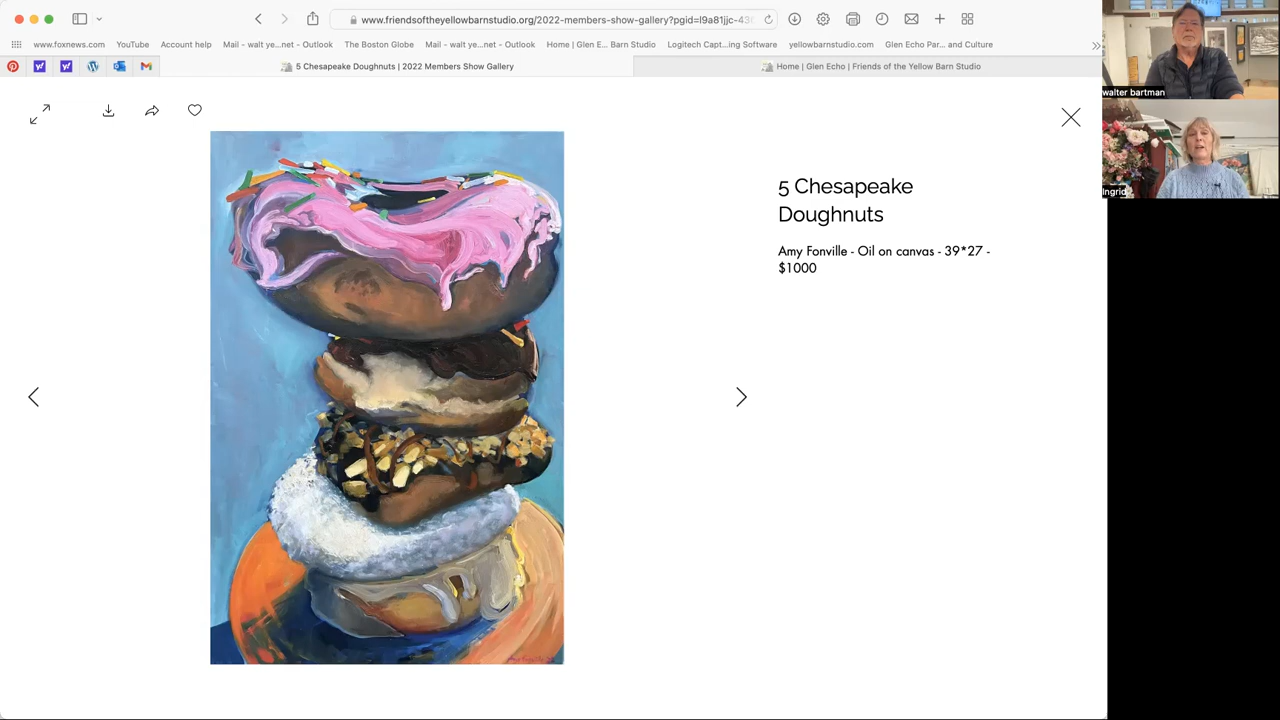 www.friendsoftheyellowbarnstudio.org/2022-members-show-gallery?pgid=l9a81jjc-43
www.foxnews.com YouTube Account help Mail - walt ye...net - Outlook The Boston Globe Mail - walt ye...net - Outlook Home | Glen E... Barn Studio Logitech Capt...ing Software yellowbarnstudio.com Glen Echo Par... and Culture
5 Chesapeake Doughnuts | 2022 Members Show Gallery Home | Glen Echo | Friends of the Yellow Barn Studio
walter bartman
Ingrid
5 Chesapeake
Doughnuts
Amy Fonville - Oil on canvas - 39*27 -
$1000